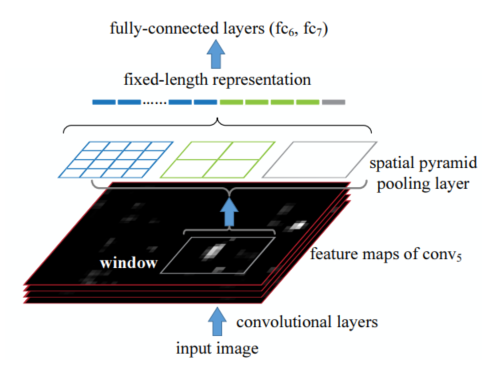 fully-connected layers (fc6, fc7)
fixed-length representation
......
spatial pyramid
pooling layer
window
feature maps of conv5
convolutional layers
input image